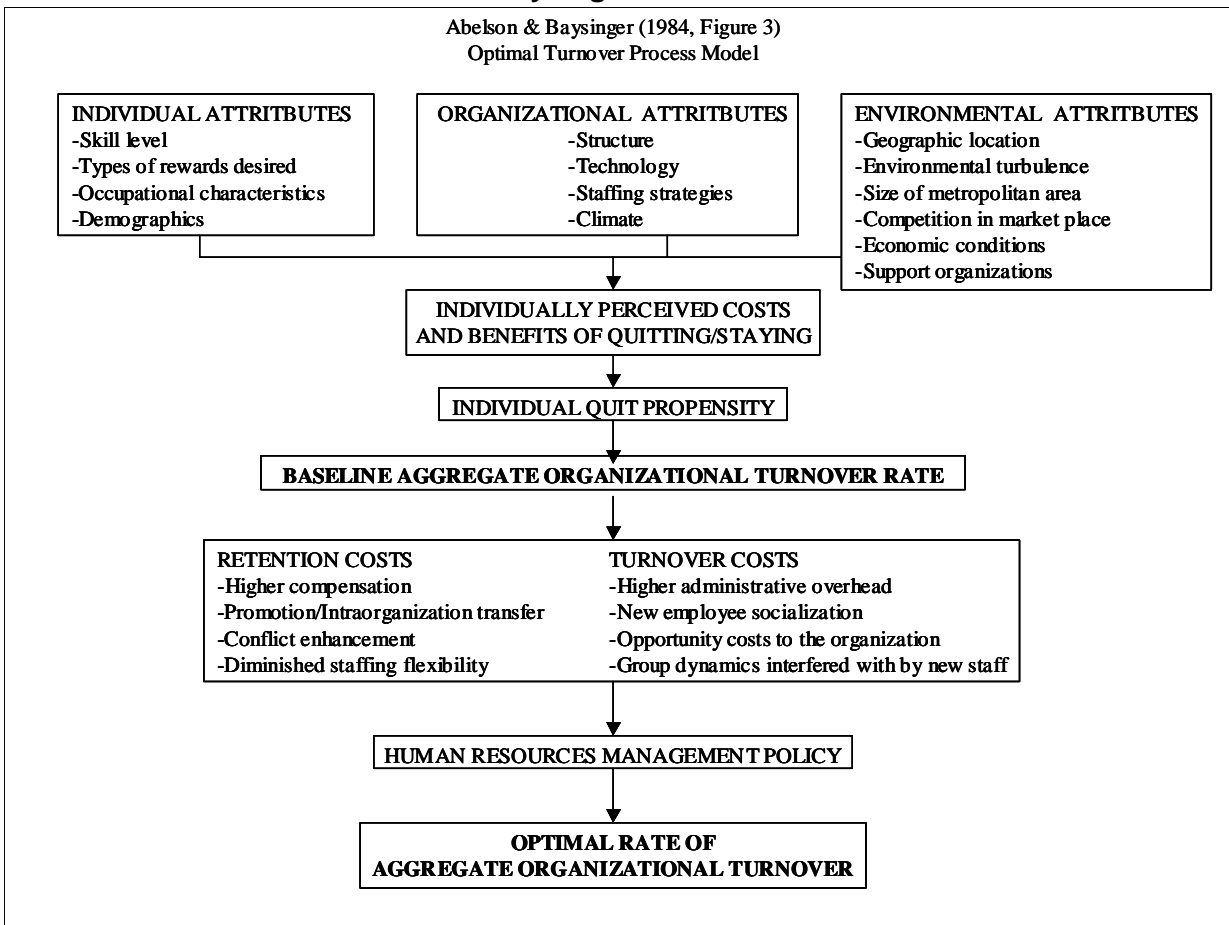 Abelson & Baysinger (1984, Figure 3)
Optimal Turnover Process Model
INDIVIDUAL ATTRITBUTES
-Skill level
-Types of rewards desired
-Occupational characteristics
-Demographics
ORGANIZATIONAL ATTRITBUTES
-Structure
-Technology
-Staffing strategies
-Climate
ENVIRONMENTAL ATTRITBUTES
-Geographic location
-Environmental turbulence
-Size of metropolitan area
-Competition in market place
-Economic conditions
-Support organizations
INDIVIDUALLY PERCEIVED COSTS
AND BENEFITS OF QUITTING/STAYING
INDIVIDUAL QUIT PROPENSITY
BASELINE AGGREGATE ORGANIZATIONAL TURNOVER RATE
RETENTION COSTS
-Higher compensation
-Promotion/Intraorganization transfer
-Conflict enhancement
-Diminished staffing flexibility
TURNOVER COSTS
-Higher administrative overhead
-New employee socialization
-Opportunity costs to the organization
-Group dynamics interfered with by new staff
HUMAN RESOURCES MANAGEMENT POLICY
OPTIMAL RATE OF
AGGREGATE ORGANIZATIONAL TURNOVER